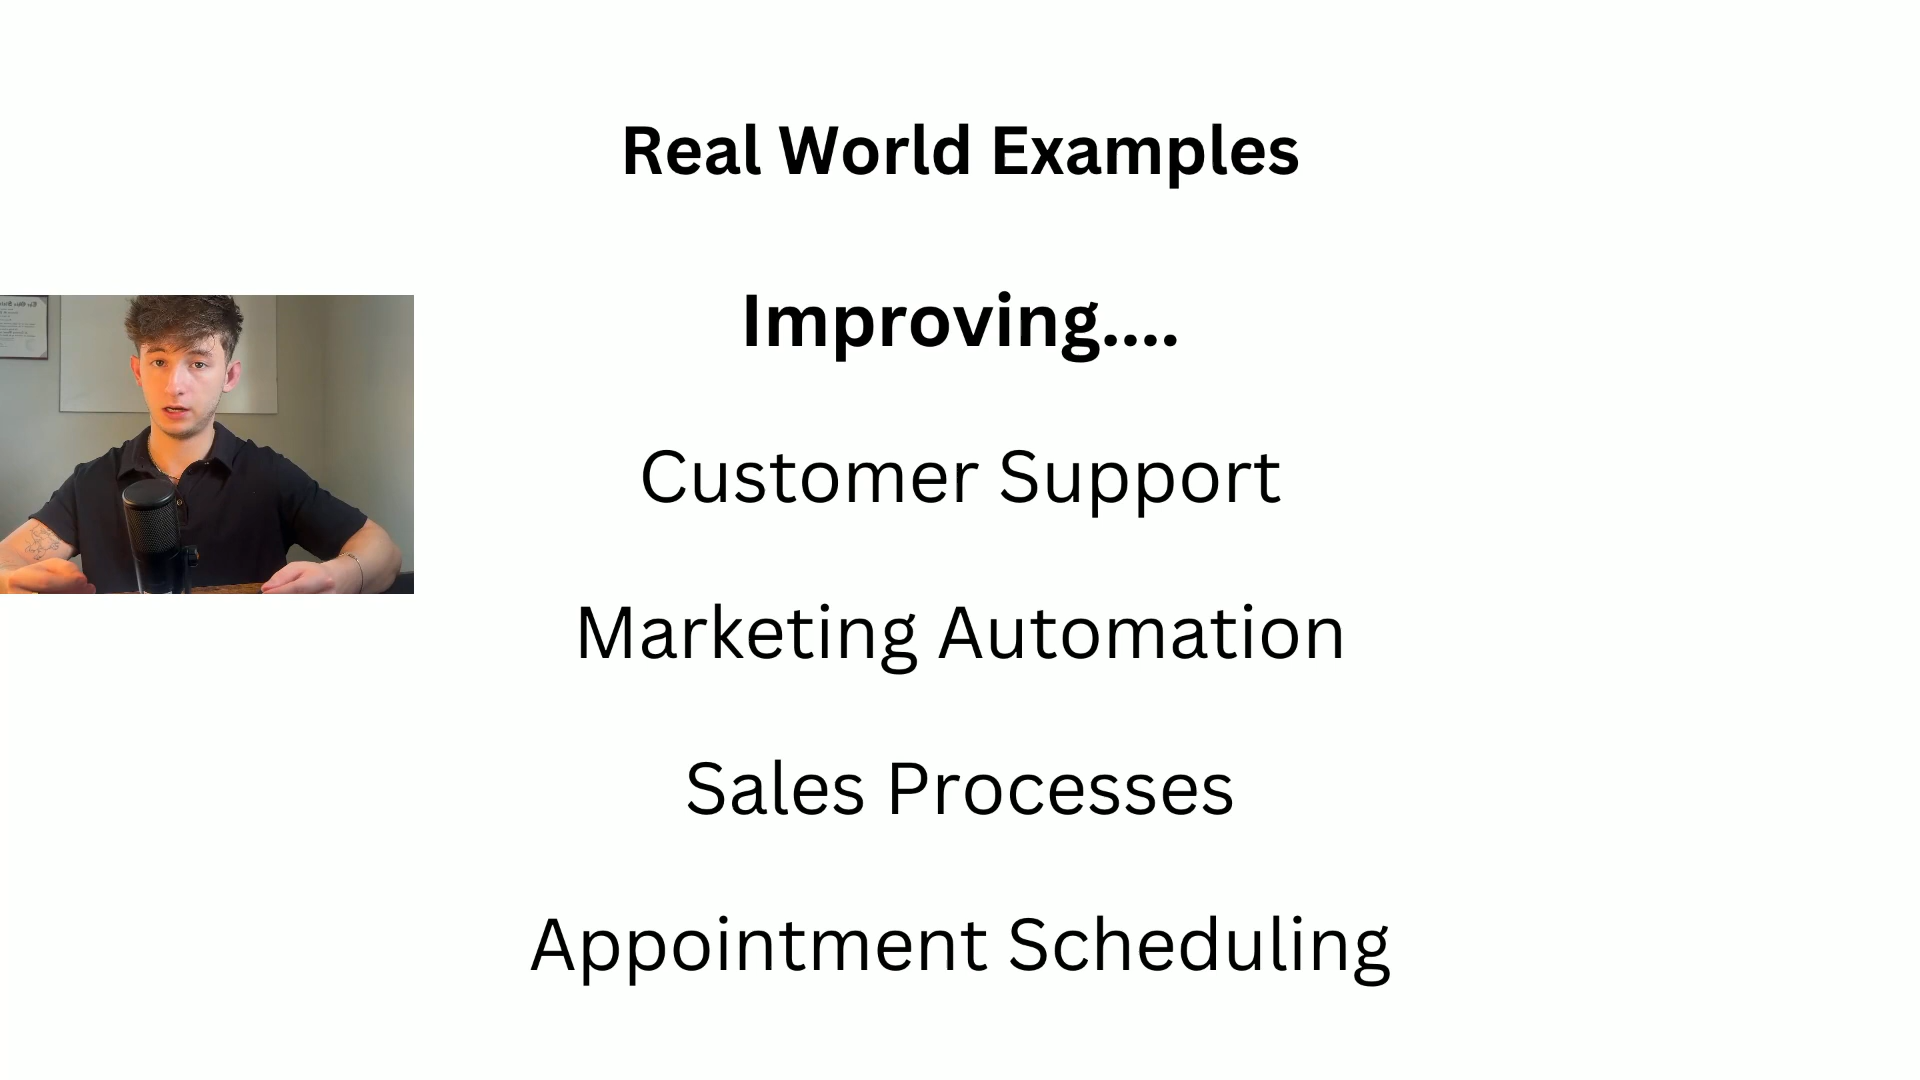 Real World Examples
Improving....
Customer Support
Marketing Automation
Sales Processes
Appointment Scheduling